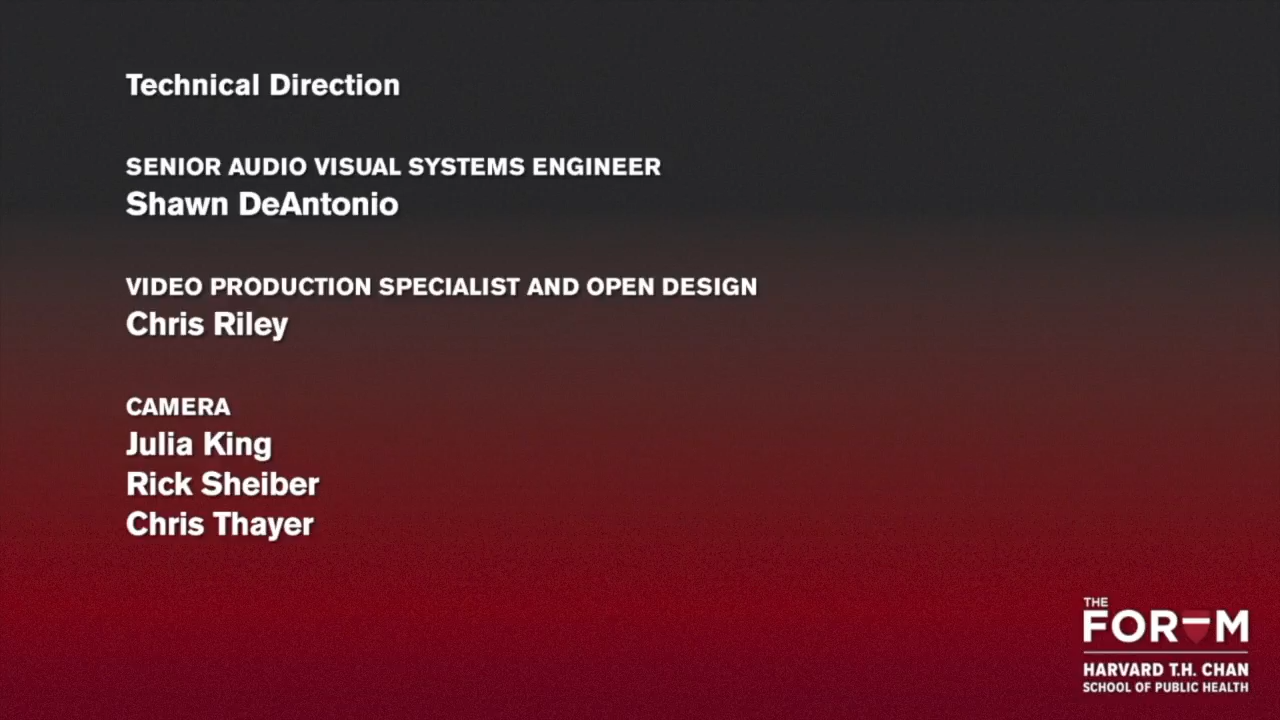 Technical Direction
SENIOR AUDIO VISUAL SYSTEMS ENGINEER
Shawn DeAntonio
VIDEO PRODUCTION SPECIALIST AND OPEN DESIGN
Chris Riley
CAMERA
Julia King
Rick Sheiber
Chris Thayer
THE
FORUM
HARVARD T.H. CHAN
SCHOOL OF PUBLIC HEALTH